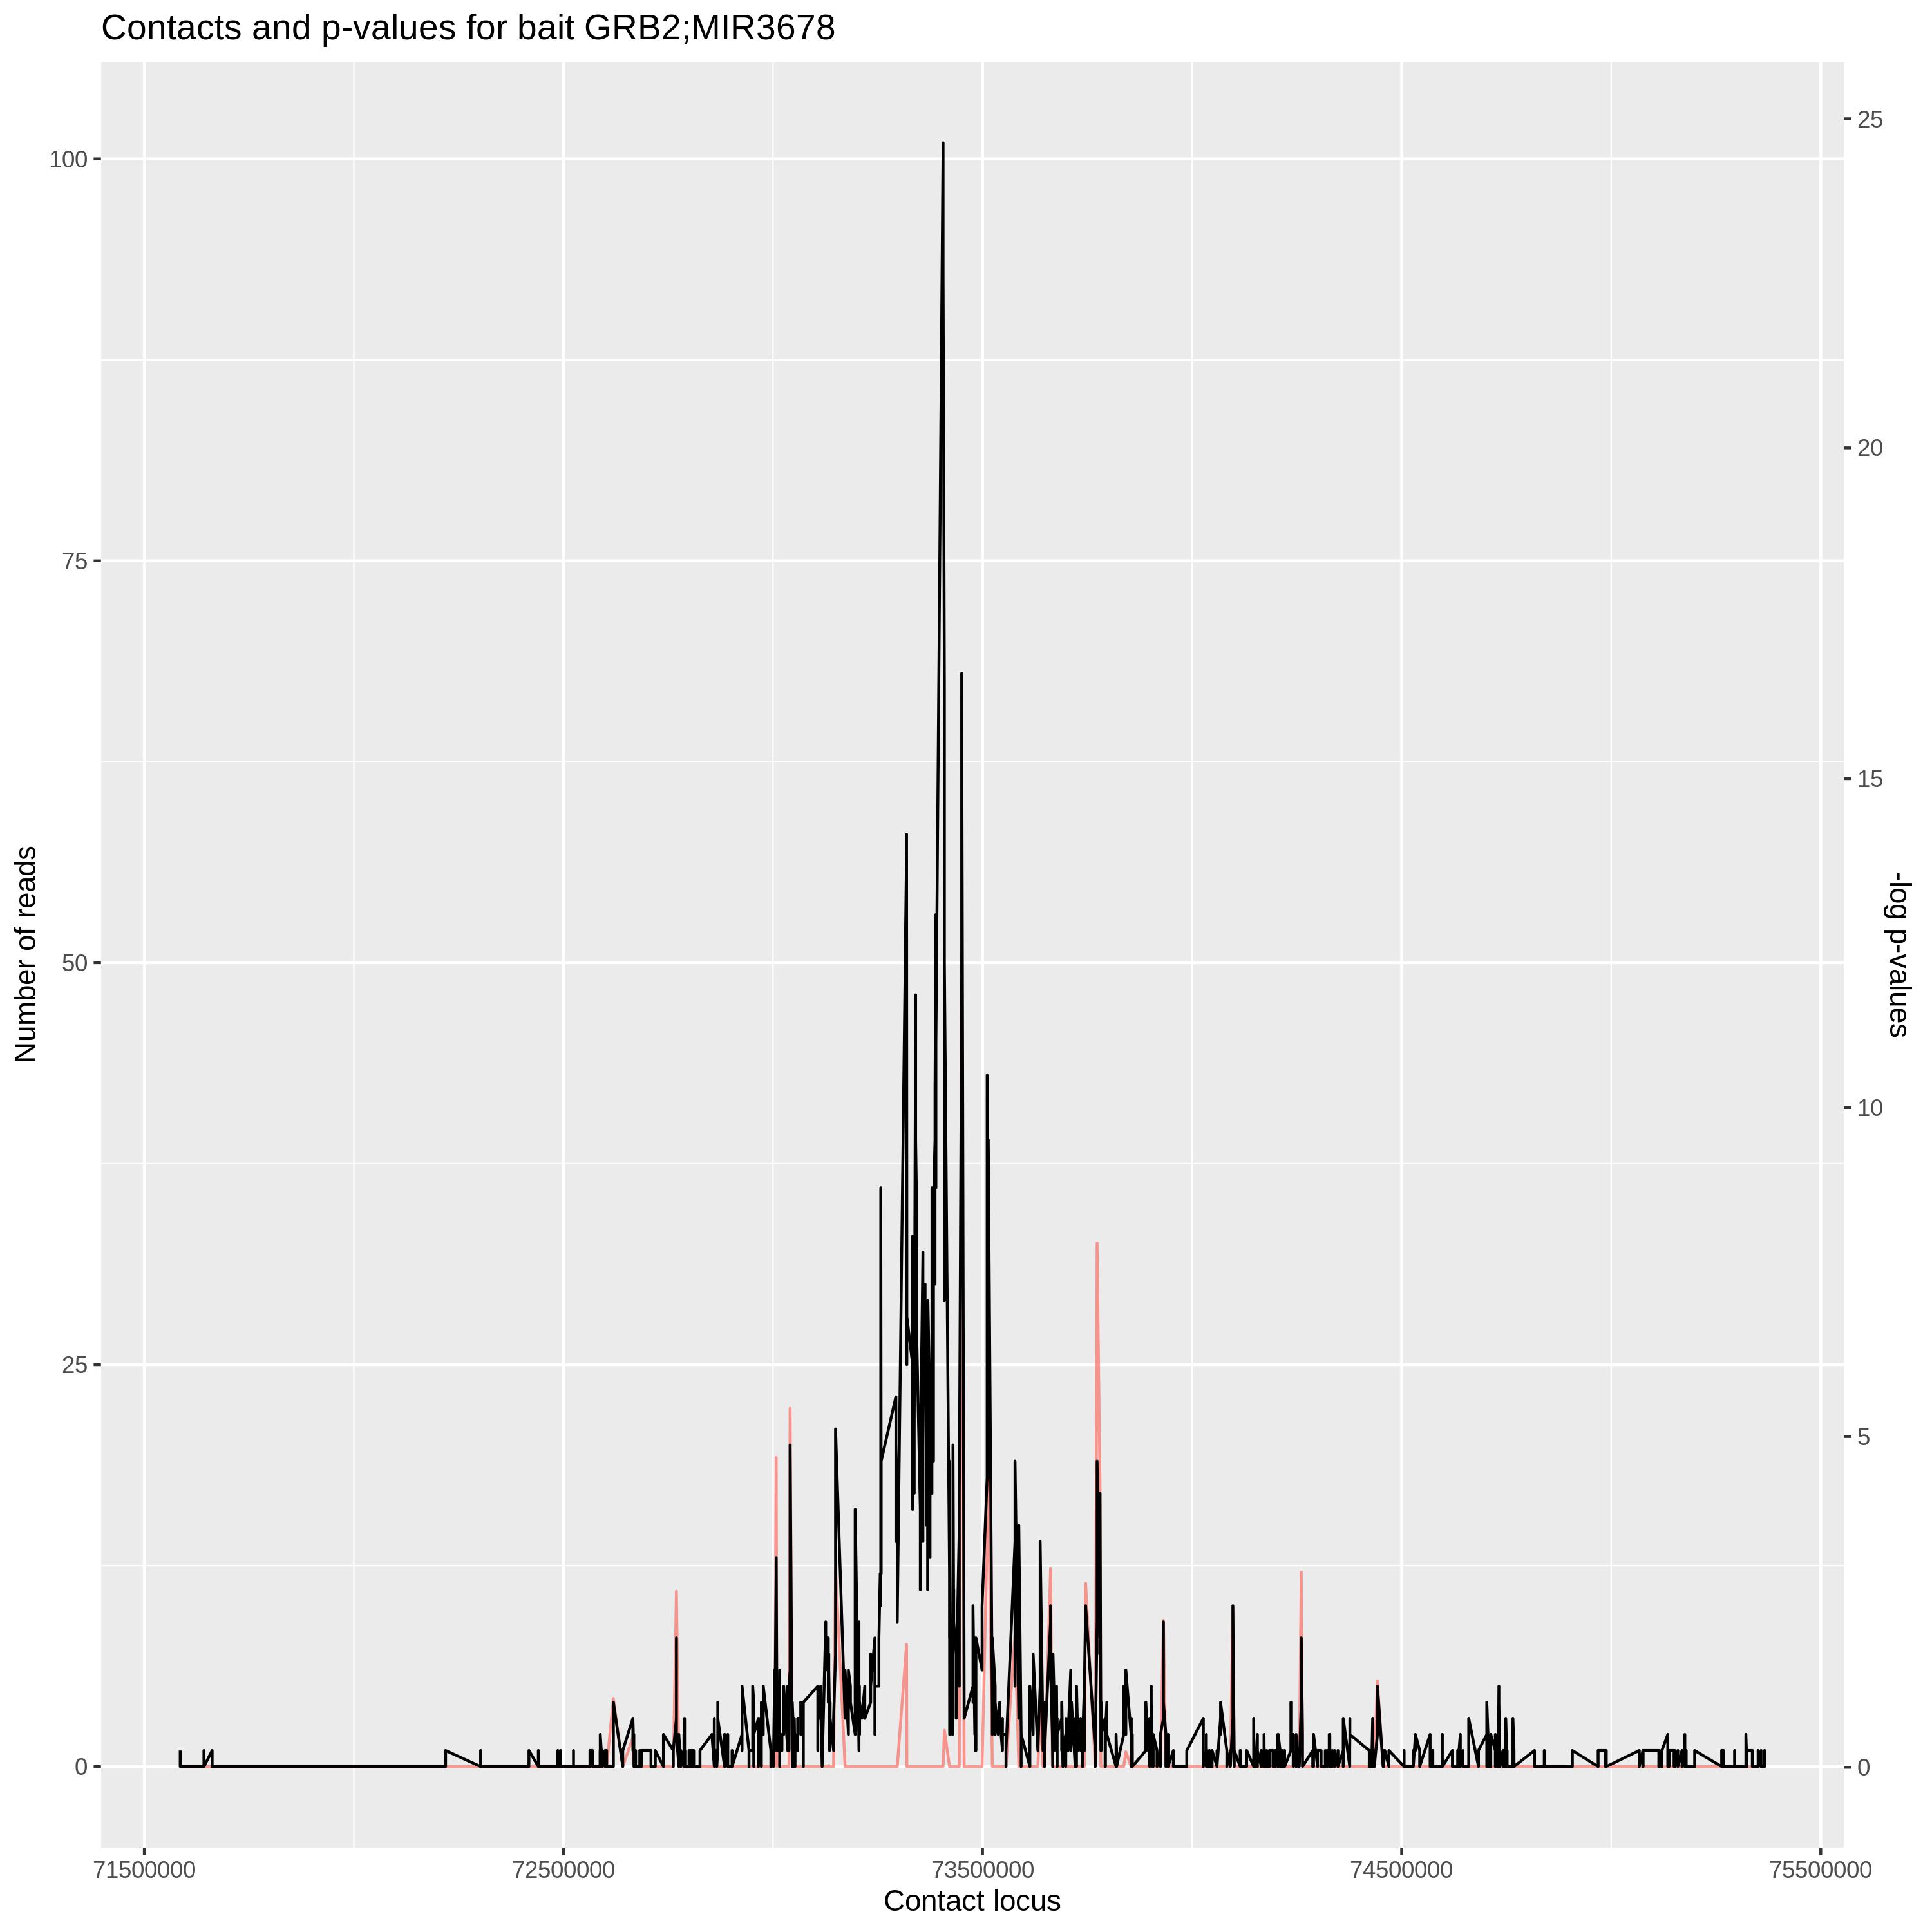 Contacts and p-values for bait GRB2;MIR3678
100
75
50
25
0
25
20
15
10
5
0
Number of reads
-log p-values
71500000 72500000 73500000 74500000 75500000
Contact locus